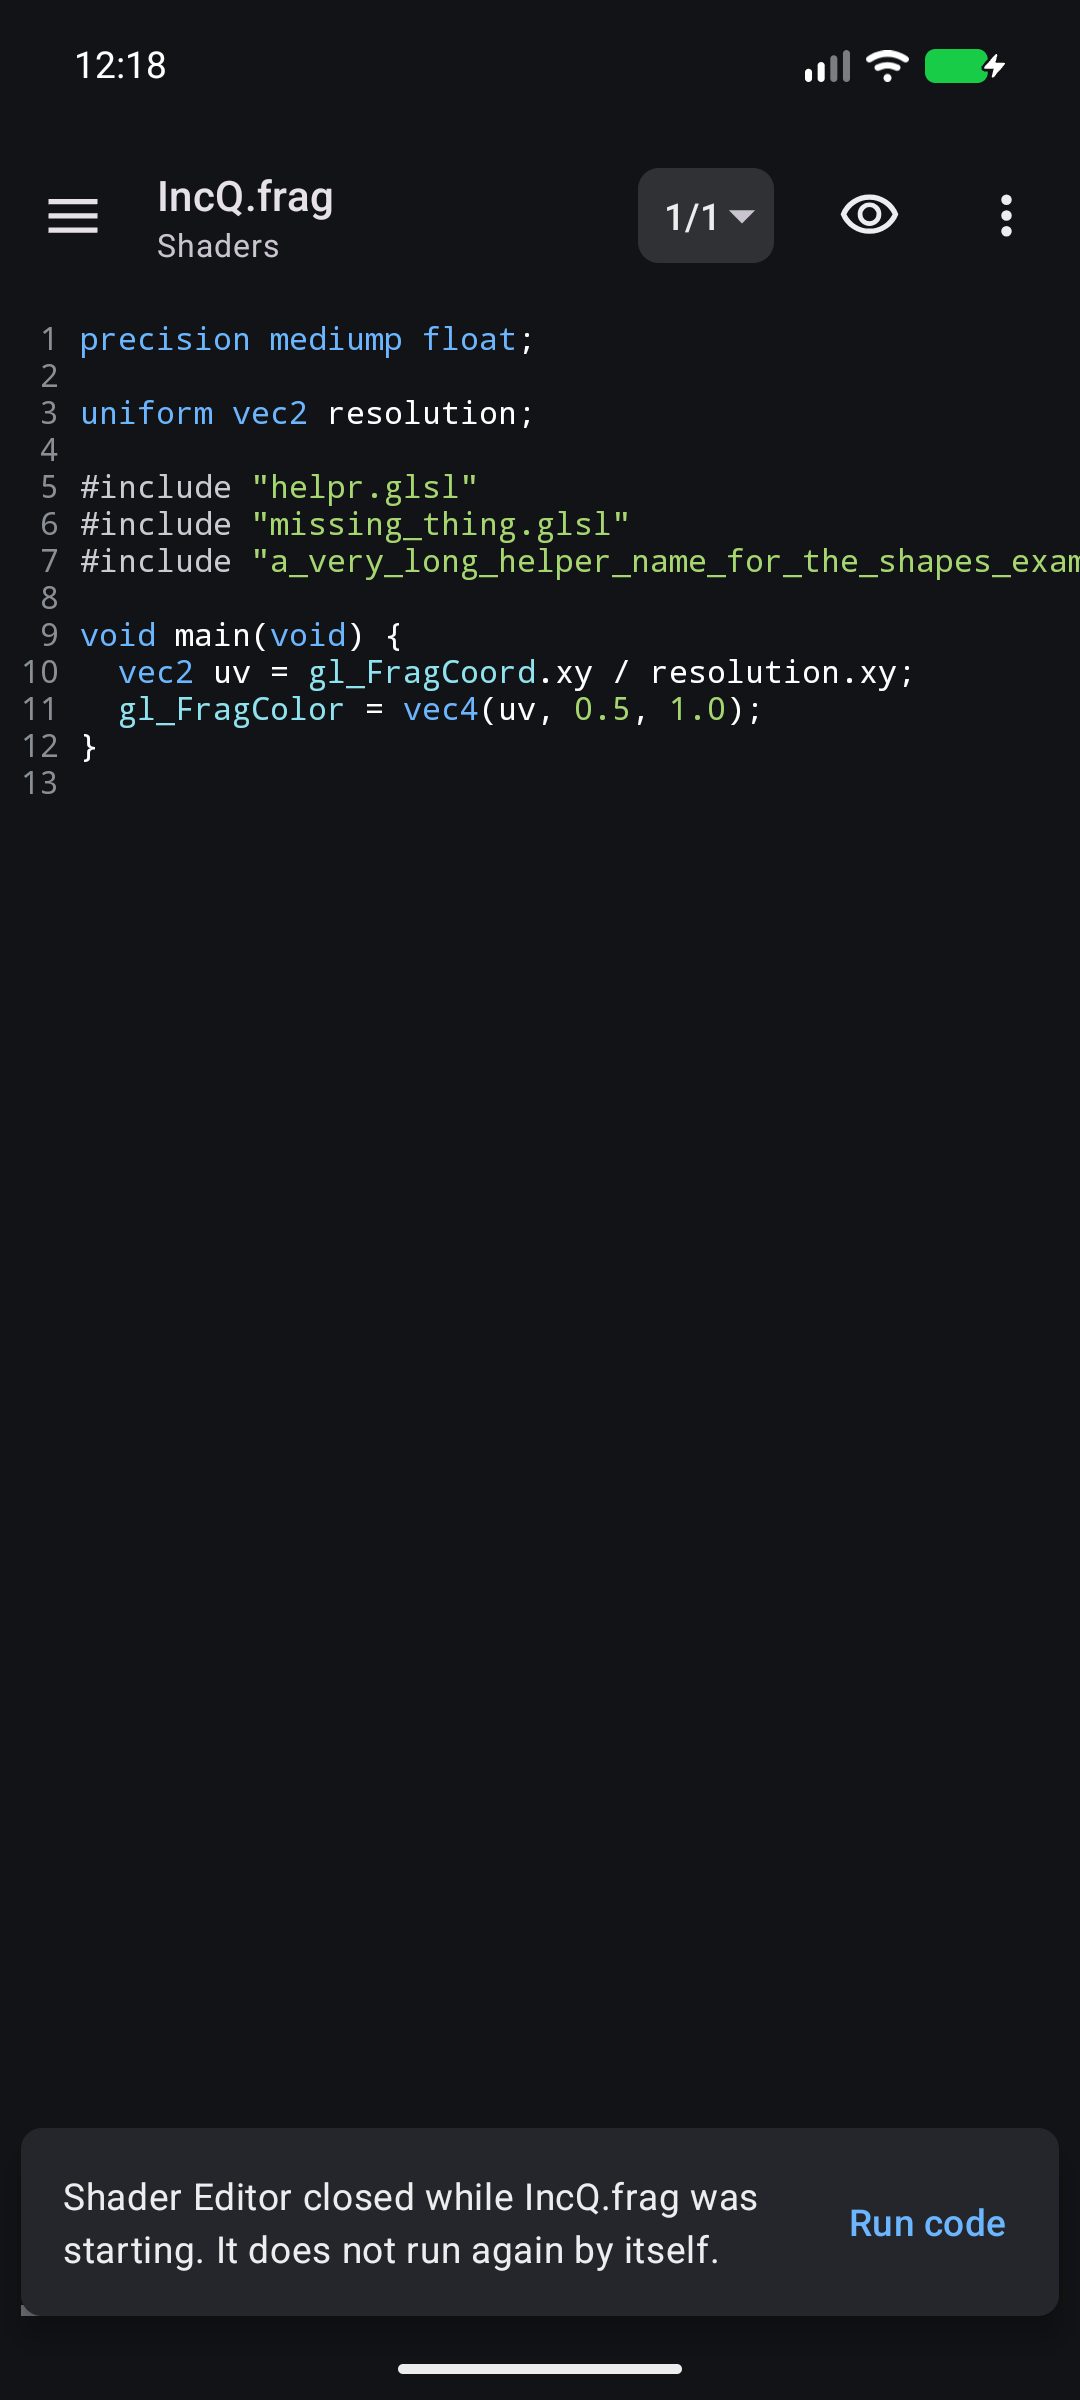 12:18
IncQ.frag
Shaders
1/1
1 precision mediump float;
2
3 uniform vec2 resolution;
4
5 #include "helpr.glsl"
6 #include "missing_thing.glsl"
7 #include "a_very_long_helper_name_for_the_shapes_exam
8
9 void main(void) {
10   vec2 uv = gl_FragCoord.xy / resolution.xy;
11   gl_FragColor = vec4(uv, 0.5, 1.0);
12 }
13
Shader Editor closed while IncQ.frag was
starting. It does not run again by itself.
Run code